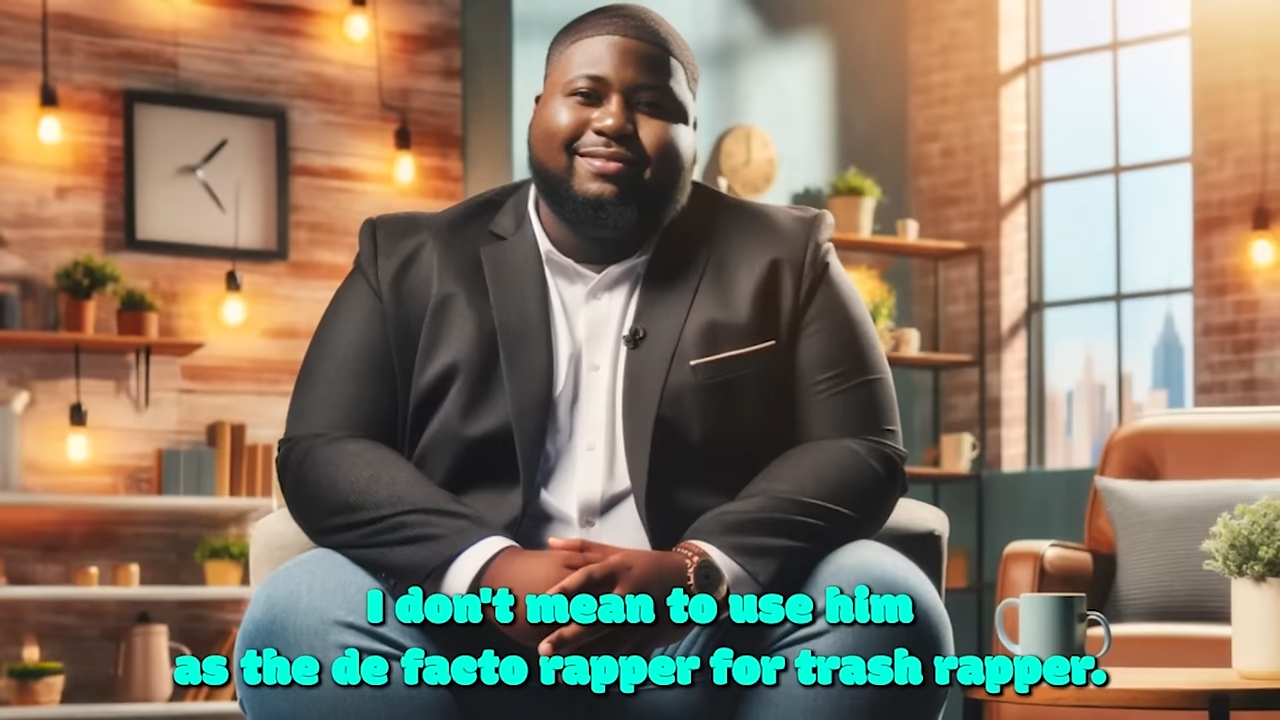 I don't mean to use him
as the de facto rapper for trash rapper.